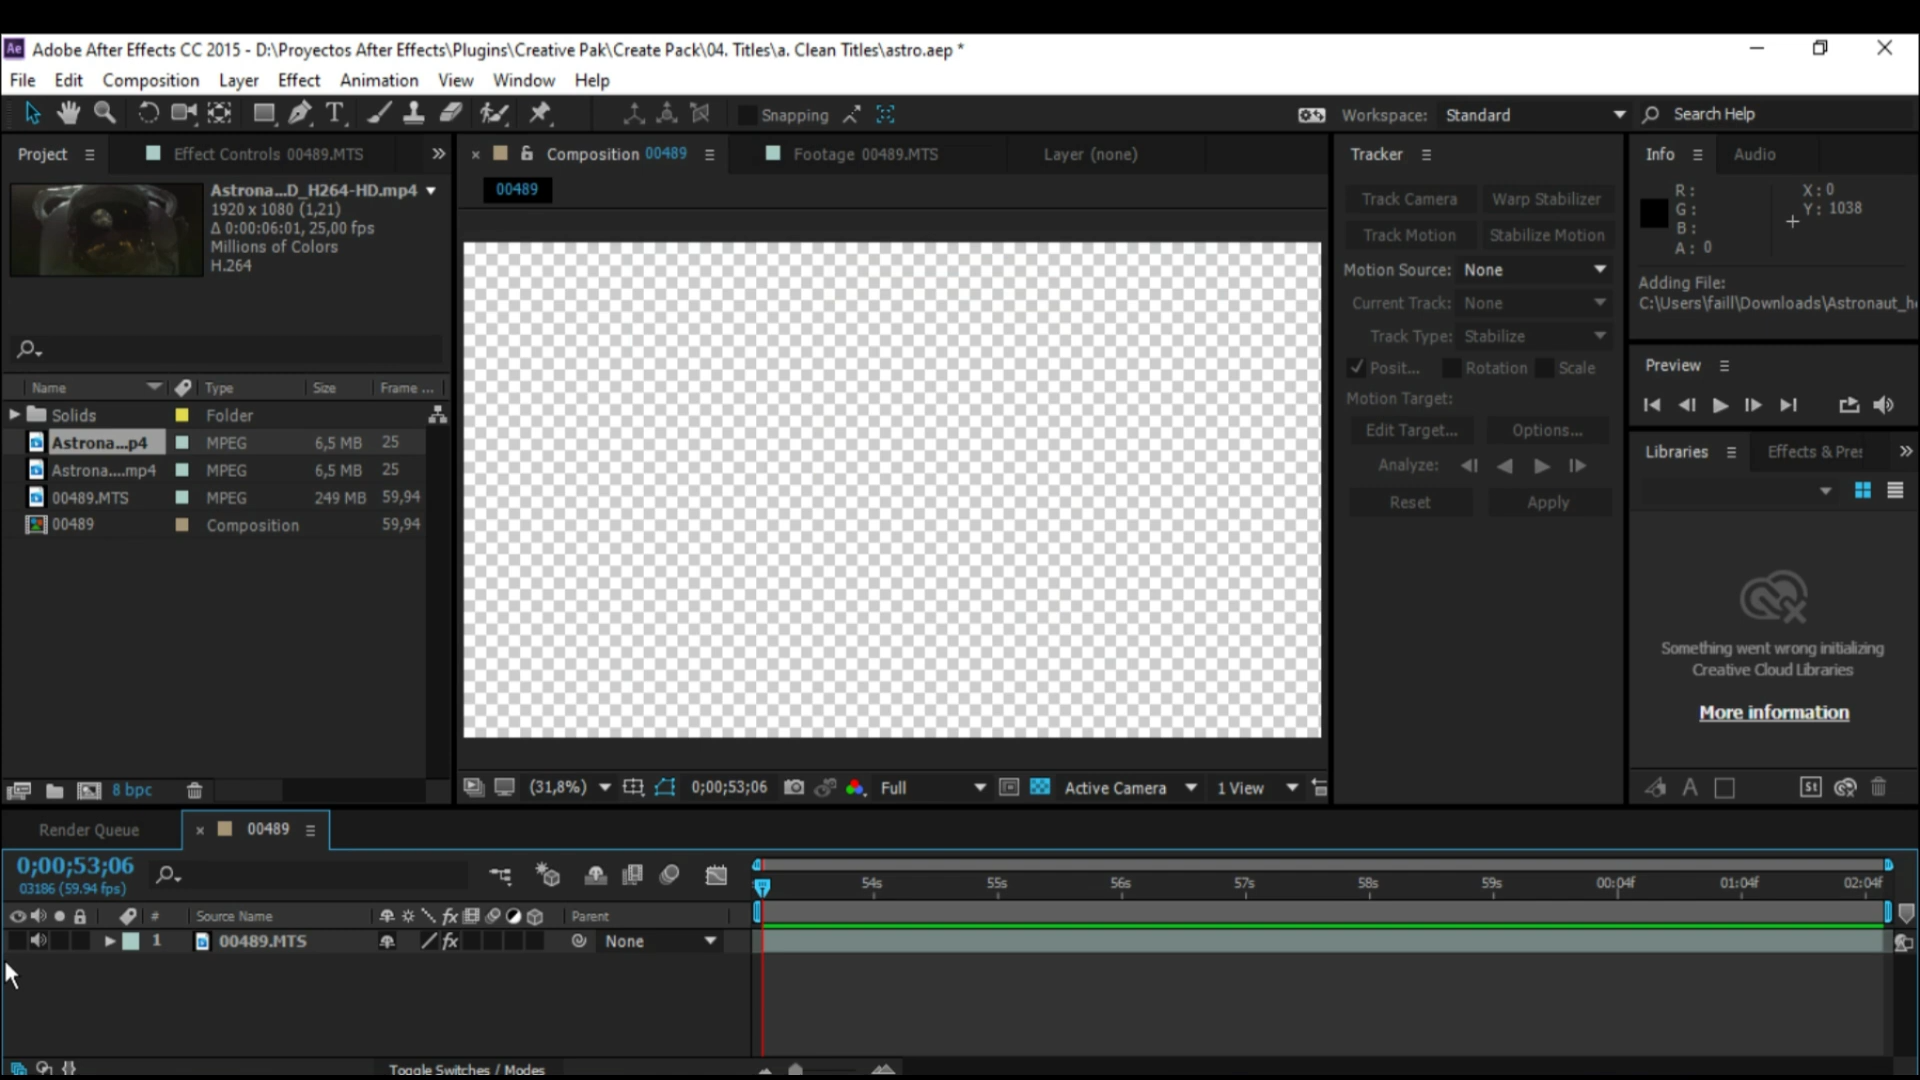 Ae Adobe After Effects CC 2015 - D:\Proyectos After Effects\Plugins\Creative Pak\Create Pack\04. Titles\a. Clean Titles\astro.aep *
File Edit Composition Layer Effect Animation View Window Help
T Snapping Workspace: Standard Search Help
Project Effect Controls 00489.MTS » × Composition 00489 Footage 00489.MTS Layer (none) Tracker Info Audio
Astrona...D_H264-HD.mp4
1920 x 1080 (1,21)
Δ 0:00:06:01, 25,00 fps
Millions of Colors
H.264
00489
Track Camera Warp Stabilizer
Track Motion Stabilize Motion
Motion Source: None
Current Track: None
Track Type: Stabilize
Posit... Rotation Scale
Motion Target:
Edit Target... Options...
Analyze:
Reset Apply
R: X: 0
G: Y: 1038
B:
A: 0
Adding File:
C:\Users\faill\Downloads\Astronaut_h
Preview
Libraries Effects & Pre »
Something went wrong initializing
Creative Cloud Libraries
More information
St
Name Type Size Frame ...
Solids Folder
Astrona...p4 MPEG 6,5 MB 25
Astrona....mp4 MPEG 6,5 MB 25
00489.MTS MPEG 249 MB 59,94
00489 Composition 59,94
8 bpc
(31,8%) 0;00;53;06 Full Active Camera 1 View
Render Queue × 00489
0;00;53;06
03186 (59.94 fps)
54s 55s 56s 57s 58s 59s 00:04f 01:04f 02:04f
# Source Name fx Parent
1 00489.MTS fx None
Toggle Switches / Modes